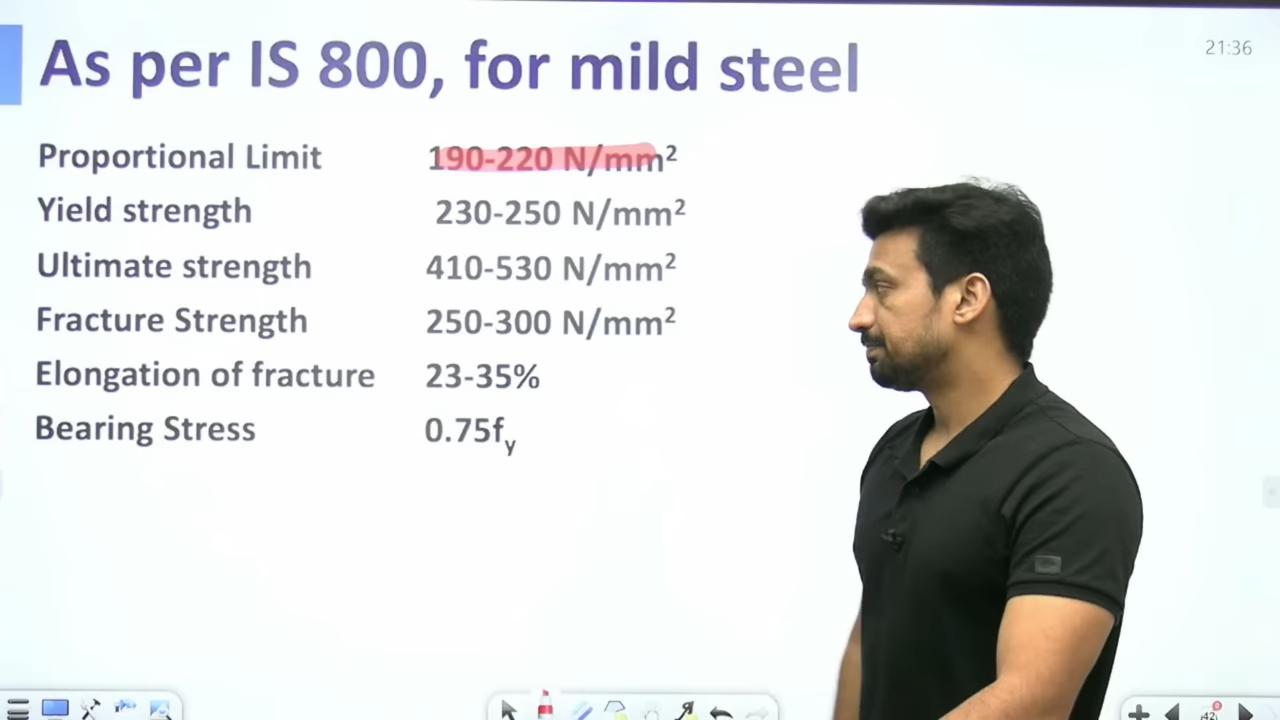 As per IS 800, for mild steel
21:36
Proportional Limit 190-220 N/mm²
Yield strength 230-250 N/mm²
Ultimate strength 410-530 N/mm²
Fracture Strength 250-300 N/mm²
Elongation of fracture 23-35%
Bearing Stress 0.75fy